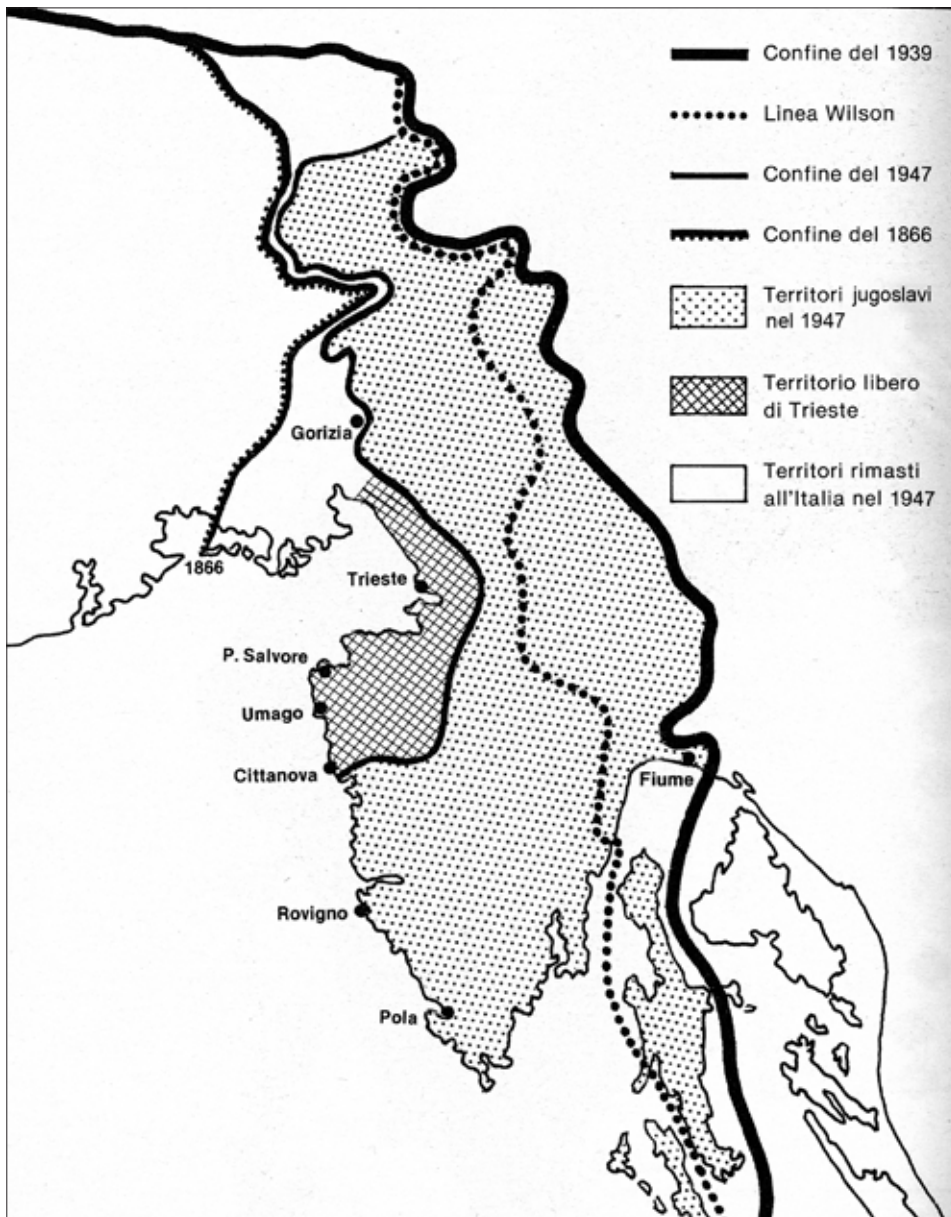 Confine del 1939
Linea Wilson
Confine del 1947
Confine del 1866
Territori jugoslavi
nel 1947
Territorio libero
di Trieste
Territori rimasti
all'Italia nel 1947
Gorizia
1866
Trieste
P. Salvore
Umago
Cittanova
Fiume
Rovigno
Pola